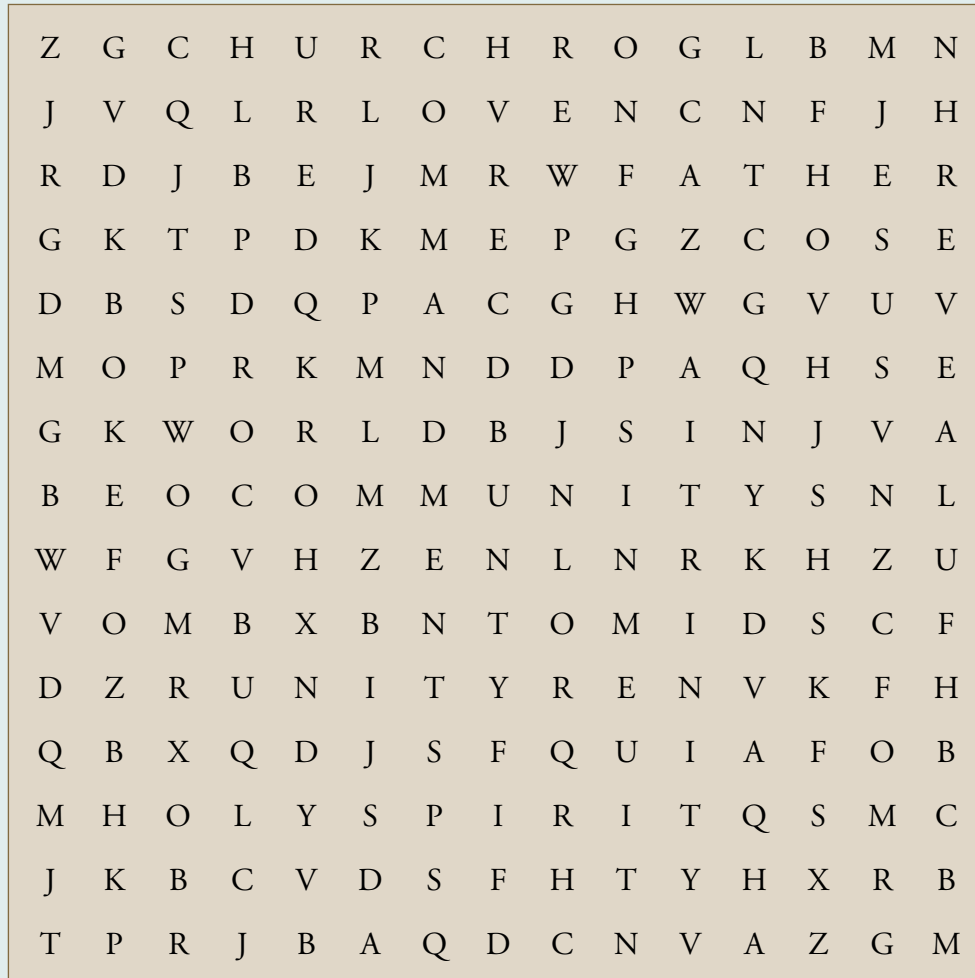 Z G C H U R C H R O G L B M N
J V Q L R L O V E N C N F J H
R D J B E J M R W F A T H E R
G K T P D K M E P G Z C O S E
D B S D Q P A C G H W G V U V
M O P R K M N D D P A Q H S E
G K W O R L D B J S I N J V A
B E O C O M M U N I T Y S N L
W F G V H Z E N L N R K H Z U
V O M B X B N T O M I D S C F
D Z R U N I T Y R E N V K F H
Q B X Q D J S F Q U I A F O B
M H O L Y S P I R I T Q S M C
J K B C V D S F H T Y H X R B
T P R J B A Q D C N V A Z G M